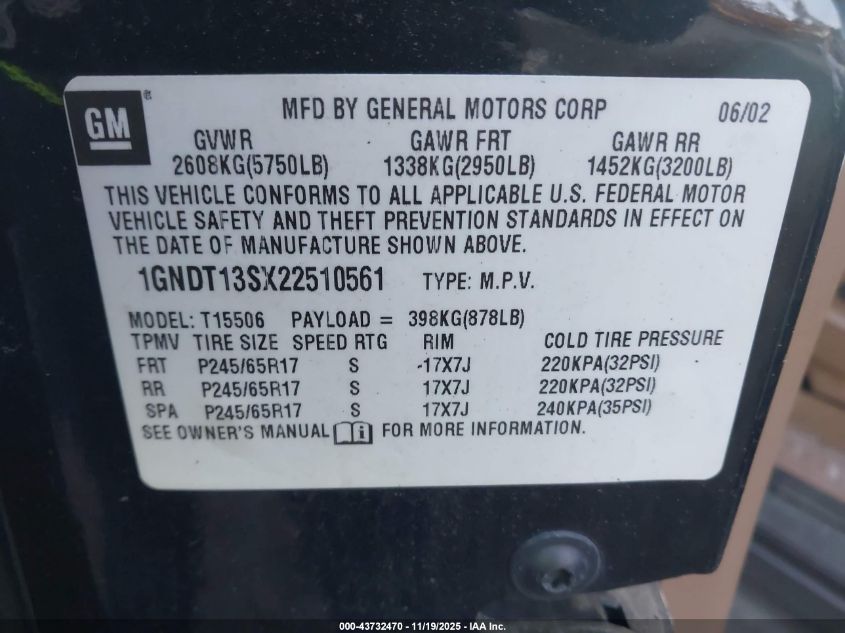 GM ® MFD BY GENERAL MOTORS CORP 06/02
GVWR GAWR FRT GAWR RR
2608KG(5750LB) 1338KG(2950LB) 1452KG(3200LB)
THIS VEHICLE CONFORMS TO ALL APPLICABLE U.S. FEDERAL MOTOR
VEHICLE SAFETY AND THEFT PREVENTION STANDARDS IN EFFECT ON
THE DATE OF MANUFACTURE SHOWN ABOVE.
1GNDT13SX22510561 TYPE: M.P.V.
MODEL: T15506 PAYLOAD = 398KG(878LB)
TPMV TIRE SIZE SPEED RTG RIM COLD TIRE PRESSURE
FRT P245/65R17 S -17X7J 220KPA(32PSI)
RR P245/65R17 S 17X7J 220KPA(32PSI)
SPA P245/65R17 S 17X7J 240KPA(35PSI)
SEE OWNER'S MANUAL i FOR MORE INFORMATION.
000-43732470 - 11/19/2025 - IAA Inc.